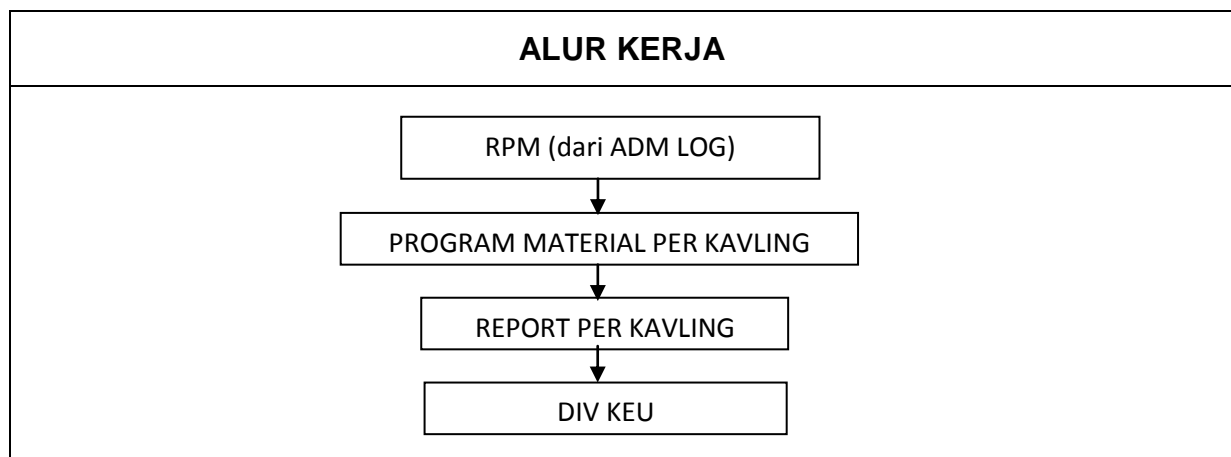 ALUR KERJA
RPM (dari ADM LOG)
PROGRAM MATERIAL PER KAVLING
REPORT PER KAVLING
DIV KEU